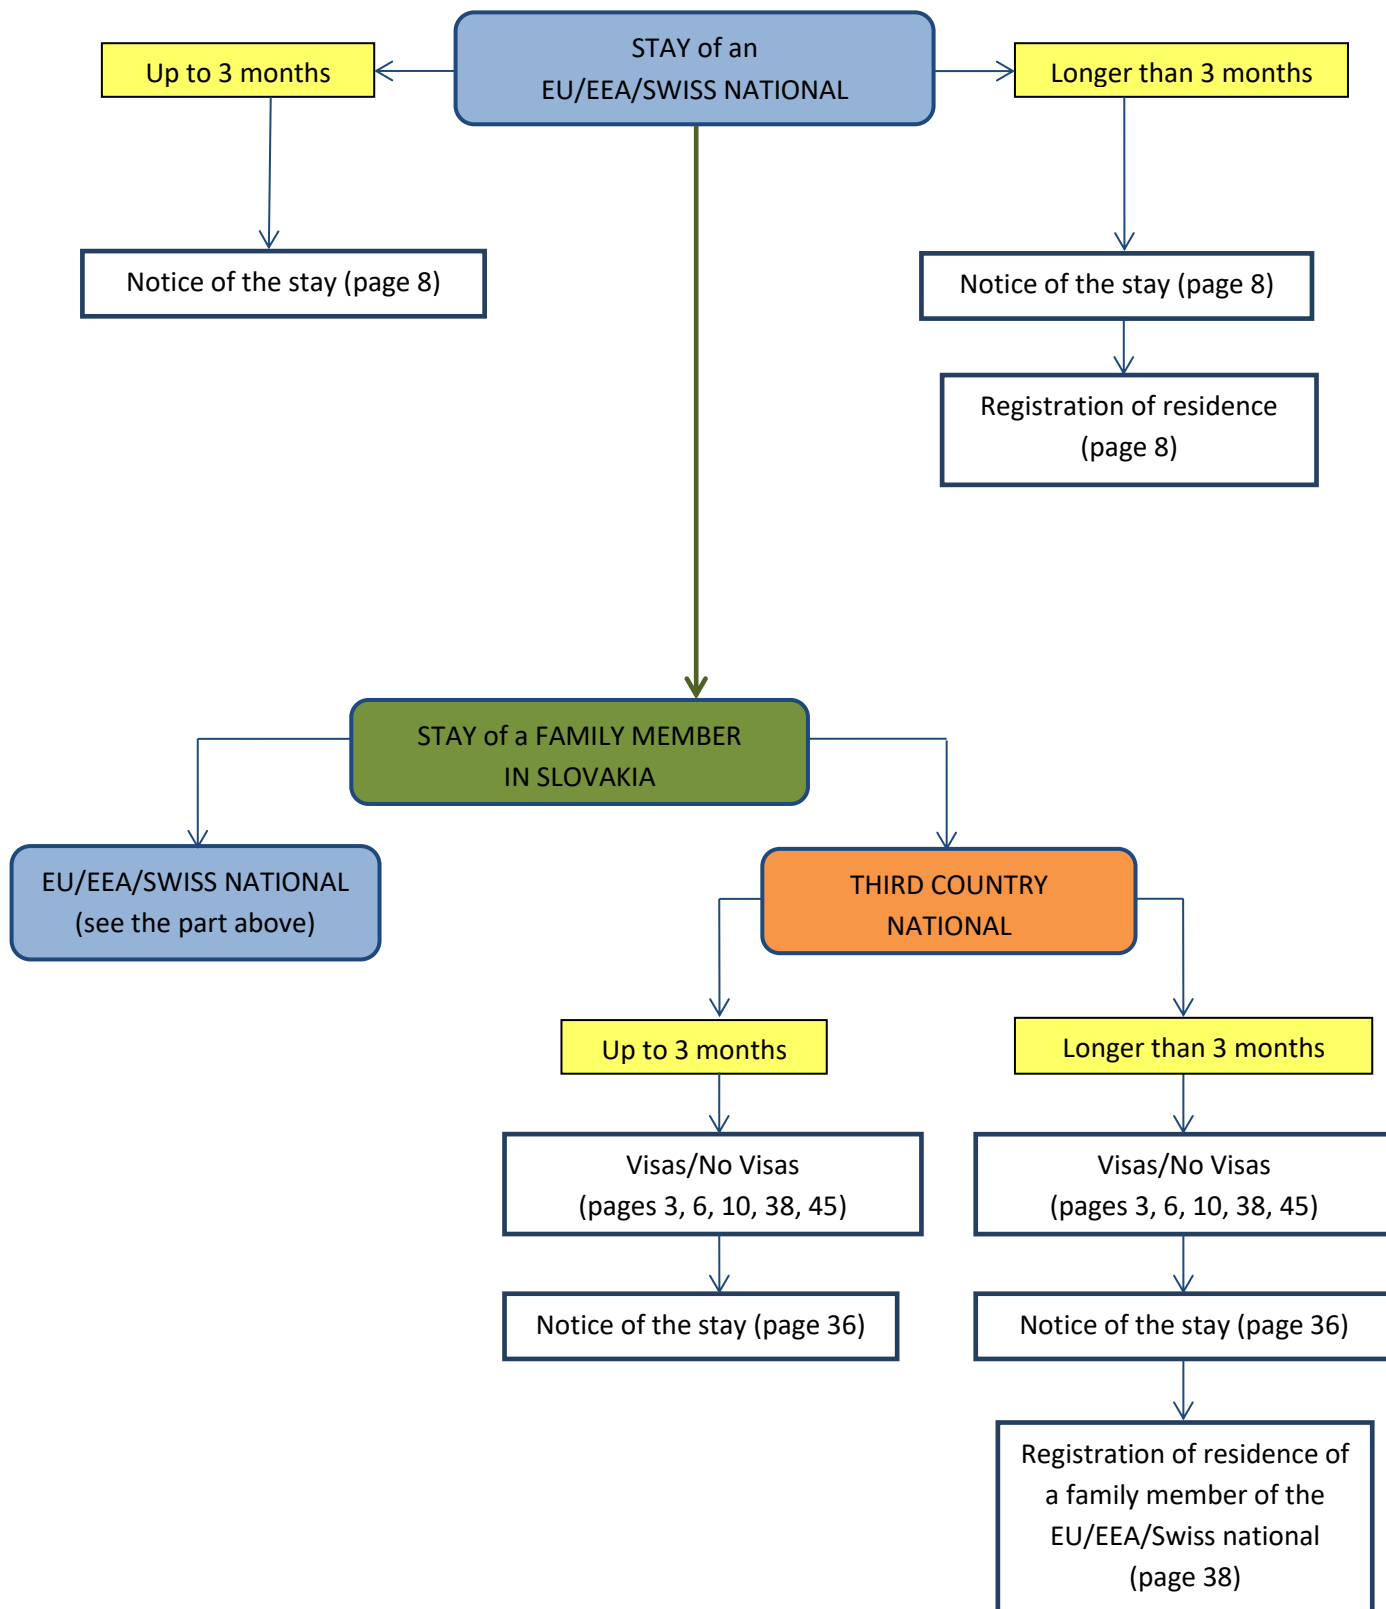 STAY of an
EU/EEA/SWISS NATIONAL
Up to 3 months
Longer than 3 months
Notice of the stay (page 8)
Notice of the stay (page 8)
Registration of residence
(page 8)
STAY of a FAMILY MEMBER
IN SLOVAKIA
EU/EEA/SWISS NATIONAL
(see the part above)
THIRD COUNTRY
NATIONAL
Up to 3 months
Longer than 3 months
Visas/No Visas
(pages 3, 6, 10, 38, 45)
Visas/No Visas
(pages 3, 6, 10, 38, 45)
Notice of the stay (page 36)
Notice of the stay (page 36)
Registration of residence of
a family member of the
EU/EEA/Swiss national
(page 38)